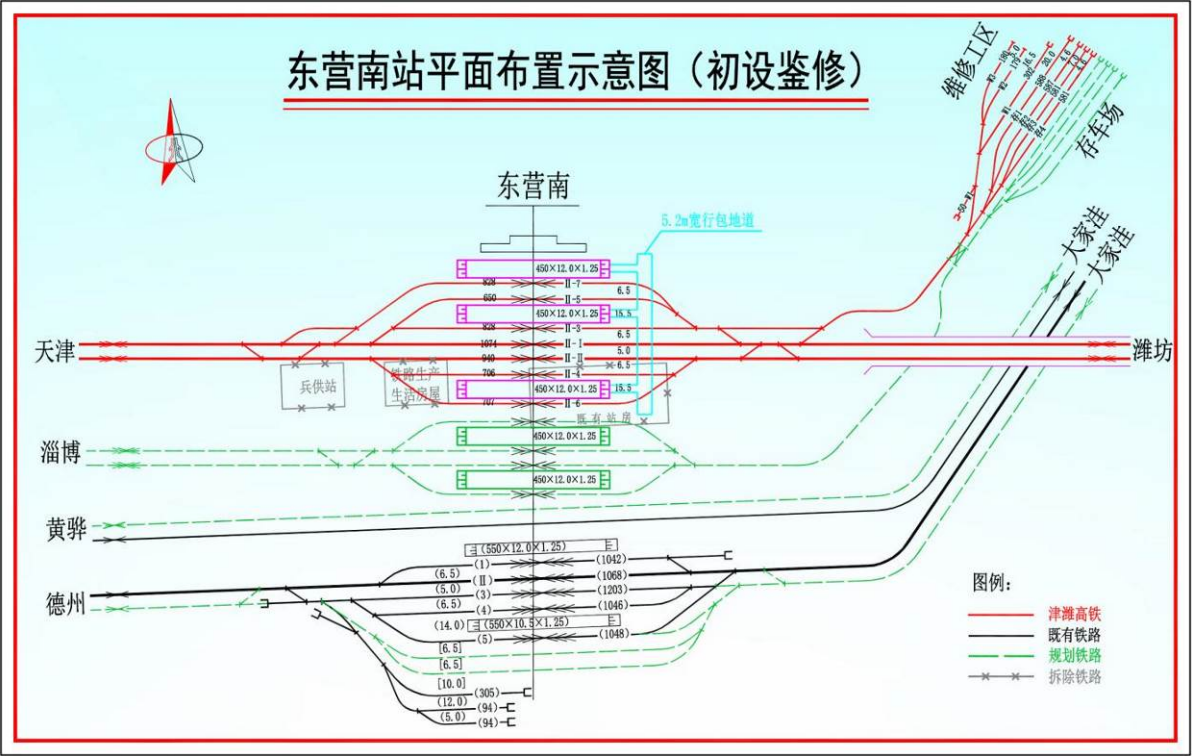 东营南站平面布置示意图（初设鉴修）
维修工区
存车场
东营南
5.2m宽行包地道
大家洼
大家洼
450×12.0×1.25
828
II-7
6.5
650
II-5
450×12.0×1.25
15.5
828
II-3
6.5
天津
1074
II-I
5.0
潍坊
940
II-II
6.5
706
II-4
兵供站
铁路生产
生活房屋
450×12.0×1.25
15.5
707
II-6
既有站房
淄博
450×12.0×1.25
450×12.0×1.25
黄骅
(550×12.0×1.25)
(1)
(1042)
(6.5)
(II)
(1068)
(5.0)
(3)
(1203)
德州
(6.5)
(4)
(1046)
(14.0)
(550×10.5×1.25)
(5)
(1048)
[6.5]
[6.5]
[10.0]
(305)
(12.0)
(94)
(5.0)
(94)
图例：
津潍高铁
既有铁路
规划铁路
拆除铁路